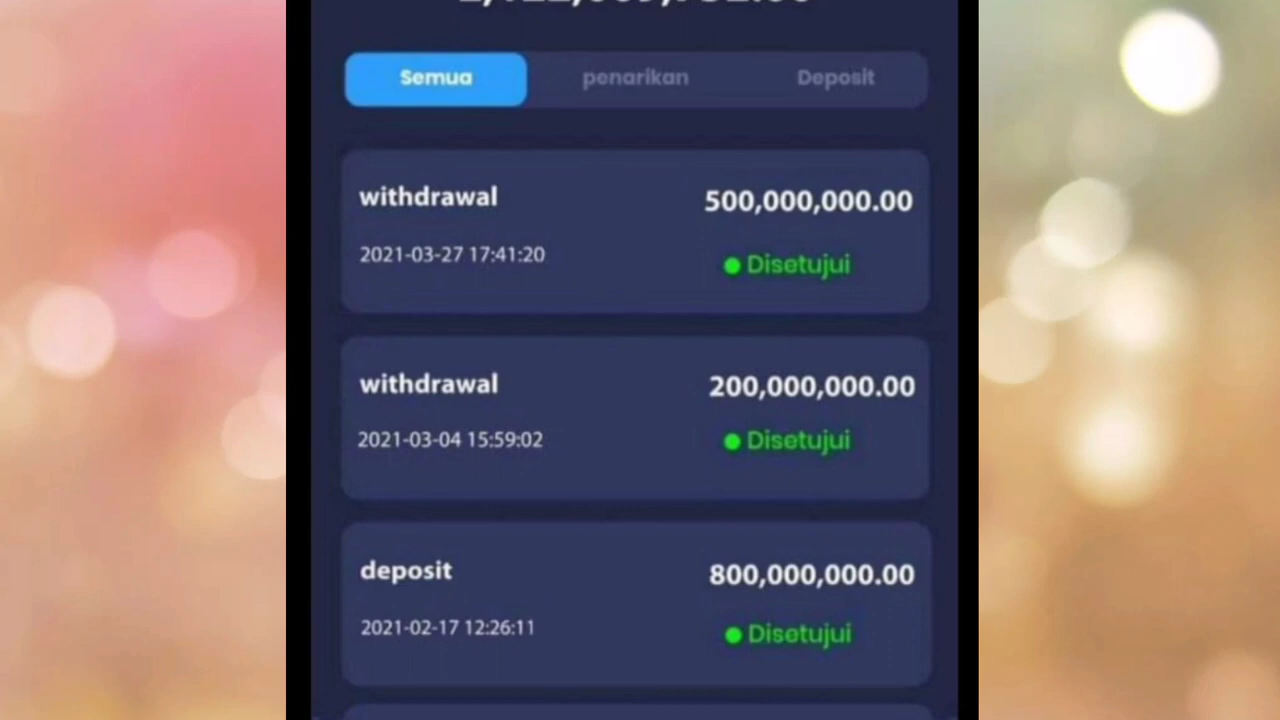 Semua penarikan Deposit
withdrawal 500,000,000.00
2021-03-27 17:41:20 Disetujui
withdrawal 200,000,000.00
2021-03-04 15:59:02 Disetujui
deposit 800,000,000.00
2021-02-17 12:26:11 Disetujui